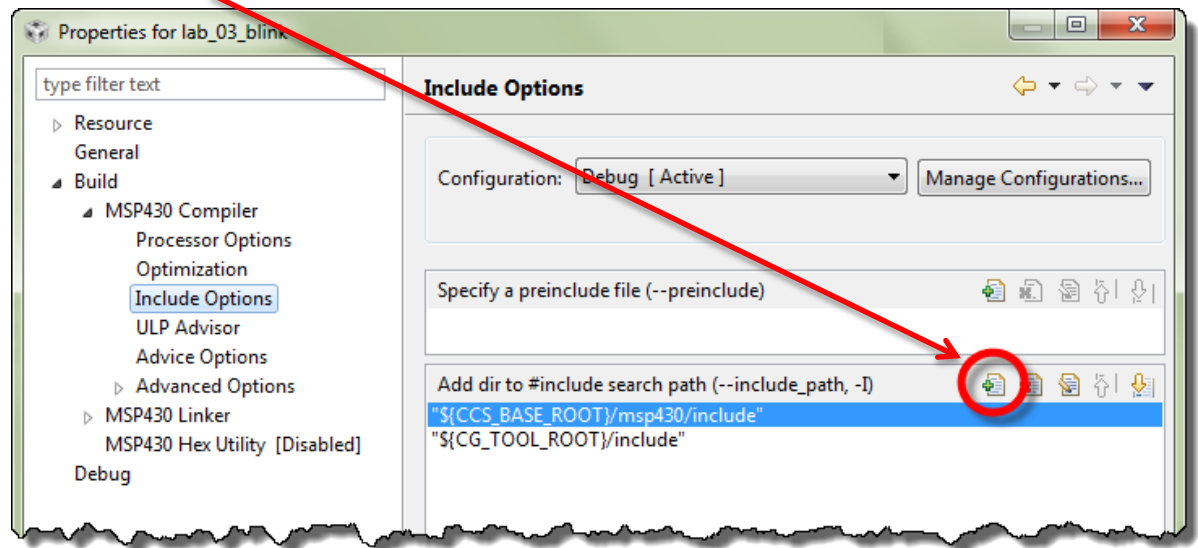 Properties for lab_03_blink
type filter text
Resource
General
Build
MSP430 Compiler
Processor Options
Optimization
Include Options
ULP Advisor
Advice Options
Advanced Options
MSP430 Linker
MSP430 Hex Utility [Disabled]
Debug
Include Options
Configuration: Debug [ Active ] Manage Configurations...
Specify a preinclude file (--preinclude)
Add dir to #include search path (--include_path, -I)
"${CCS_BASE_ROOT}/msp430/include"
"${CG_TOOL_ROOT}/include"